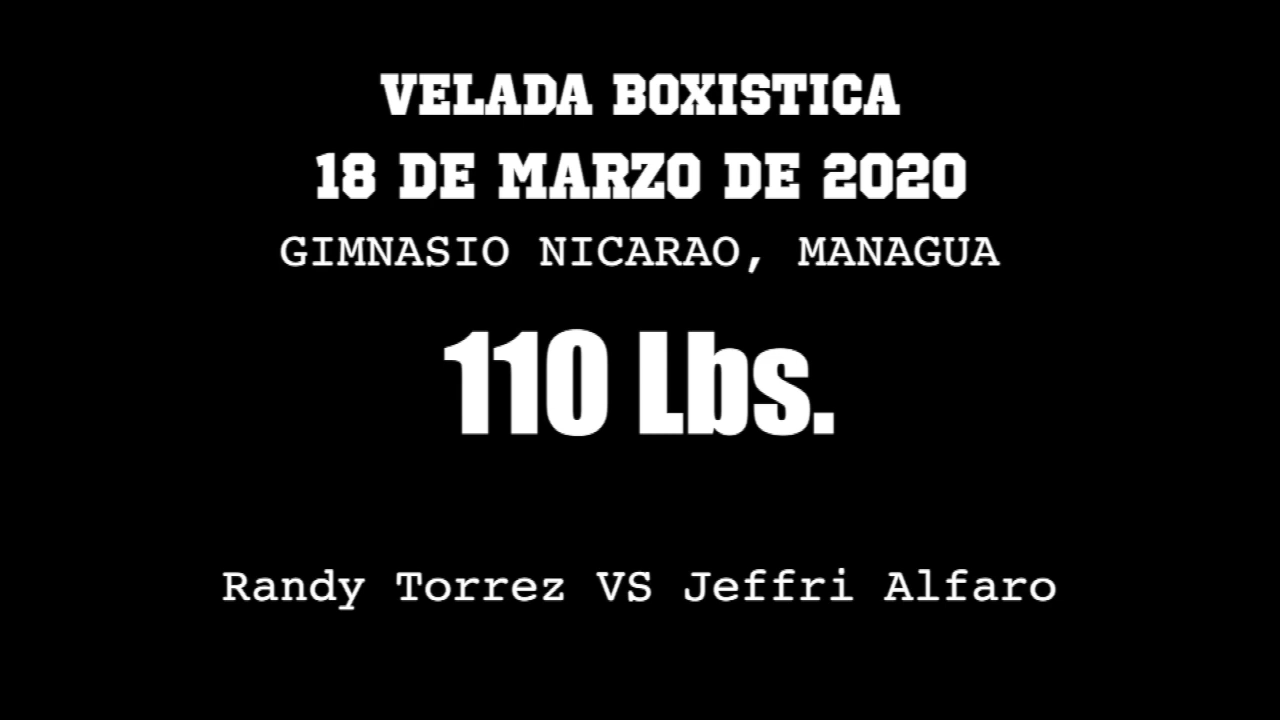 VELADA BOXISTICA
18 DE MARZO DE 2020
GIMNASIO NICARAO, MANAGUA
110 Lbs.
Randy Torrez VS Jeffri Alfaro